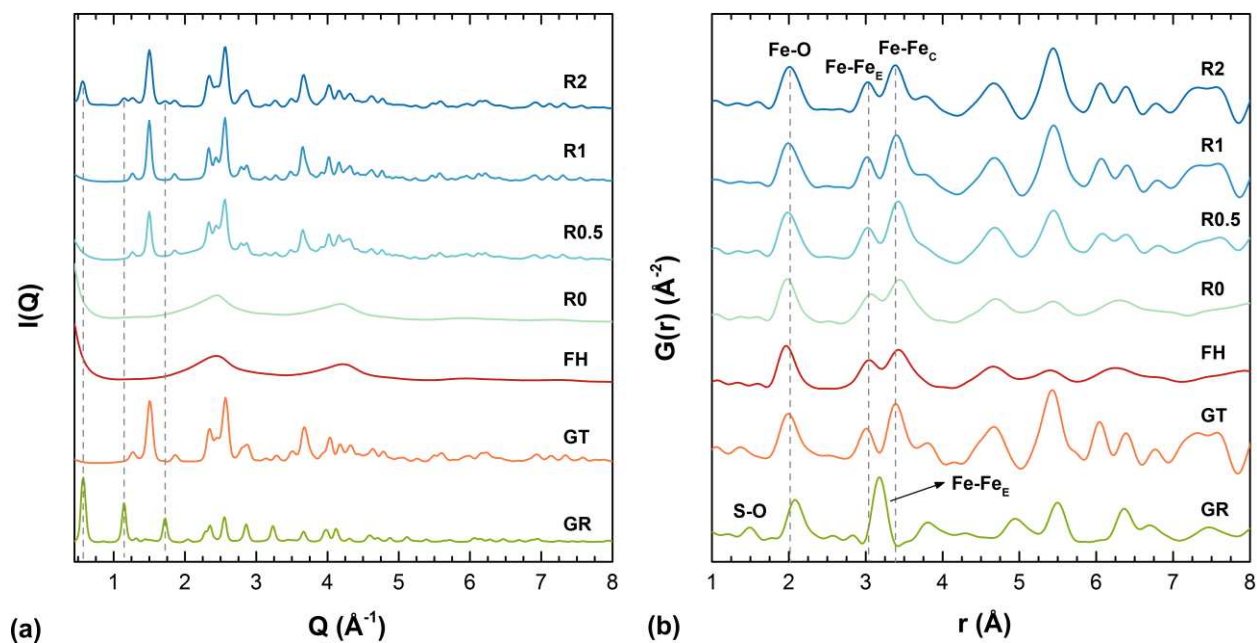 R2
R1
R0.5
R0
FH
GT
GR
I(Q)
1 2 3 4 5 6 7 8
Q (Å⁻¹)
(a)
Fe-O
Fe-Fe_E
Fe-Fe_C
R2
R1
R0.5
R0
FH
GT
Fe-Fe_E
S-O
GR
G(r) (Å⁻²)
1 2 3 4 5 6 7 8
r (Å)
(b)